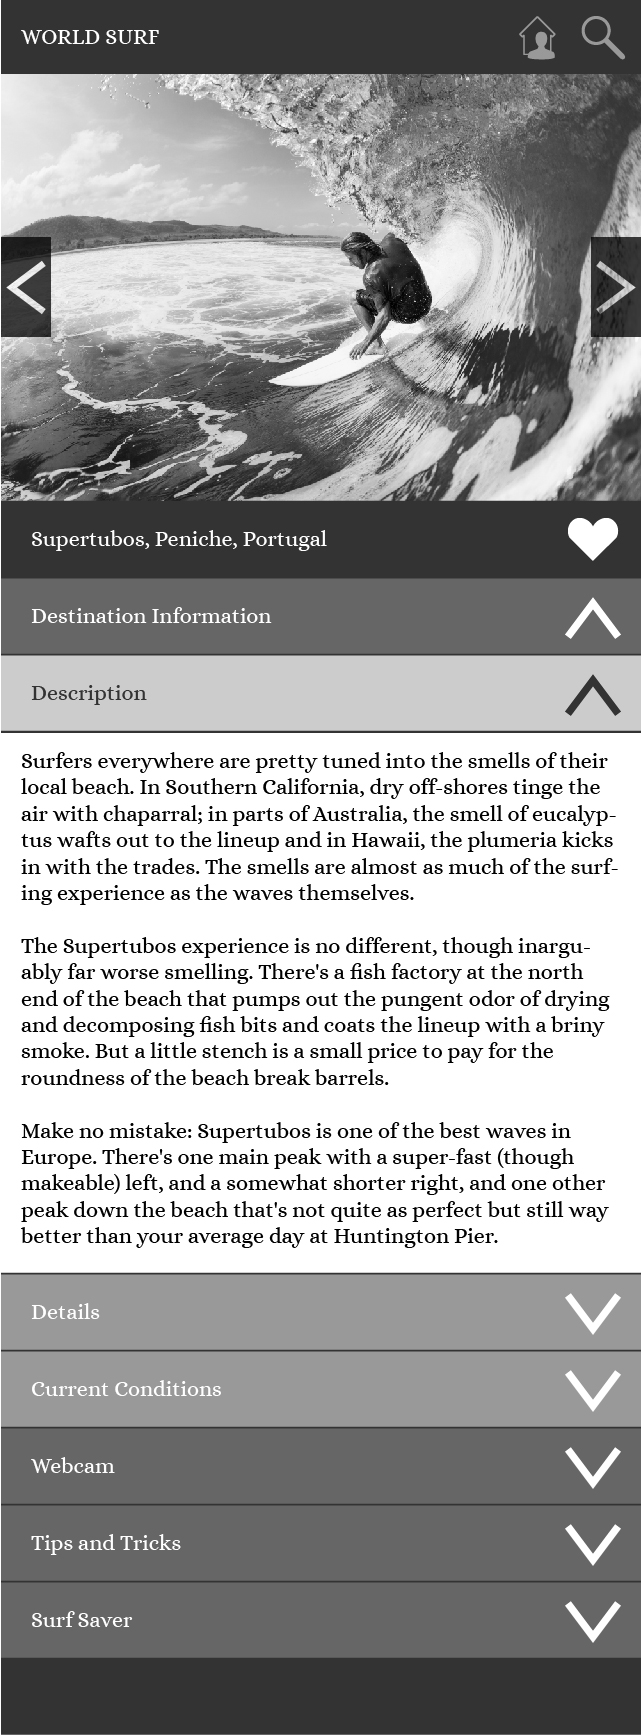 WORLD SURF
Supertubos, Peniche, Portugal
Destination Information
Description
Surfers everywhere are pretty tuned into the smells of their
local beach. In Southern California, dry off-shores tinge the
air with chaparral; in parts of Australia, the smell of eucalyp-
tus wafts out to the lineup and in Hawaii, the plumeria kicks
in with the trades. The smells are almost as much of the surf-
ing experience as the waves themselves.
The Supertubos experience is no different, though inargu-
ably far worse smelling. There's a fish factory at the north
end of the beach that pumps out the pungent odor of drying
and decomposing fish bits and coats the lineup with a briny
smoke. But a little stench is a small price to pay for the
roundness of the beach break barrels.
Make no mistake: Supertubos is one of the best waves in
Europe. There's one main peak with a super-fast (though
makeable) left, and a somewhat shorter right, and one other
peak down the beach that's not quite as perfect but still way
better than your average day at Huntington Pier.
Details
Current Conditions
Webcam
Tips and Tricks
Surf Saver